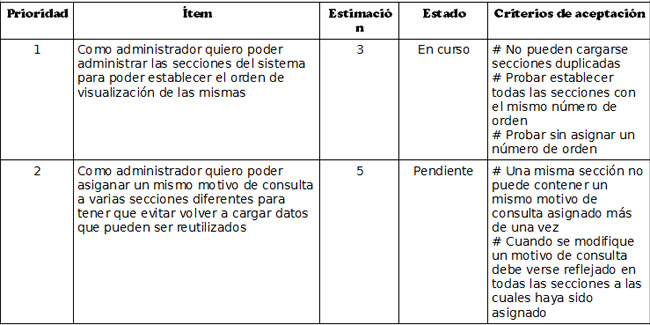 Prioridad
Ítem
Estimació
n
Estado
Criterios de aceptación
1
Como administrador quiero poder
administrar las secciones del sistema
para poder establecer el orden de
visualización de las mismas
3
En curso
# No pueden cargarse
secciones duplicadas
# Probar establecer
todas las secciones con
el mismo número de
orden
# Probar sin asignar un
número de orden
2
Como administrador quiero poder
asiganar un mismo motivo de consulta
a varias secciones diferentes para
tener que evitar volver a cargar datos
que pueden ser reutilizados
5
Pendiente
# Una misma sección no
puede contener un
mismo motivo de
consulta asignado más
de una vez
# Cuando se modifique
un motivo de consulta
debe verse reflejado en
todas las secciones a las
cuales haya sido
asignado